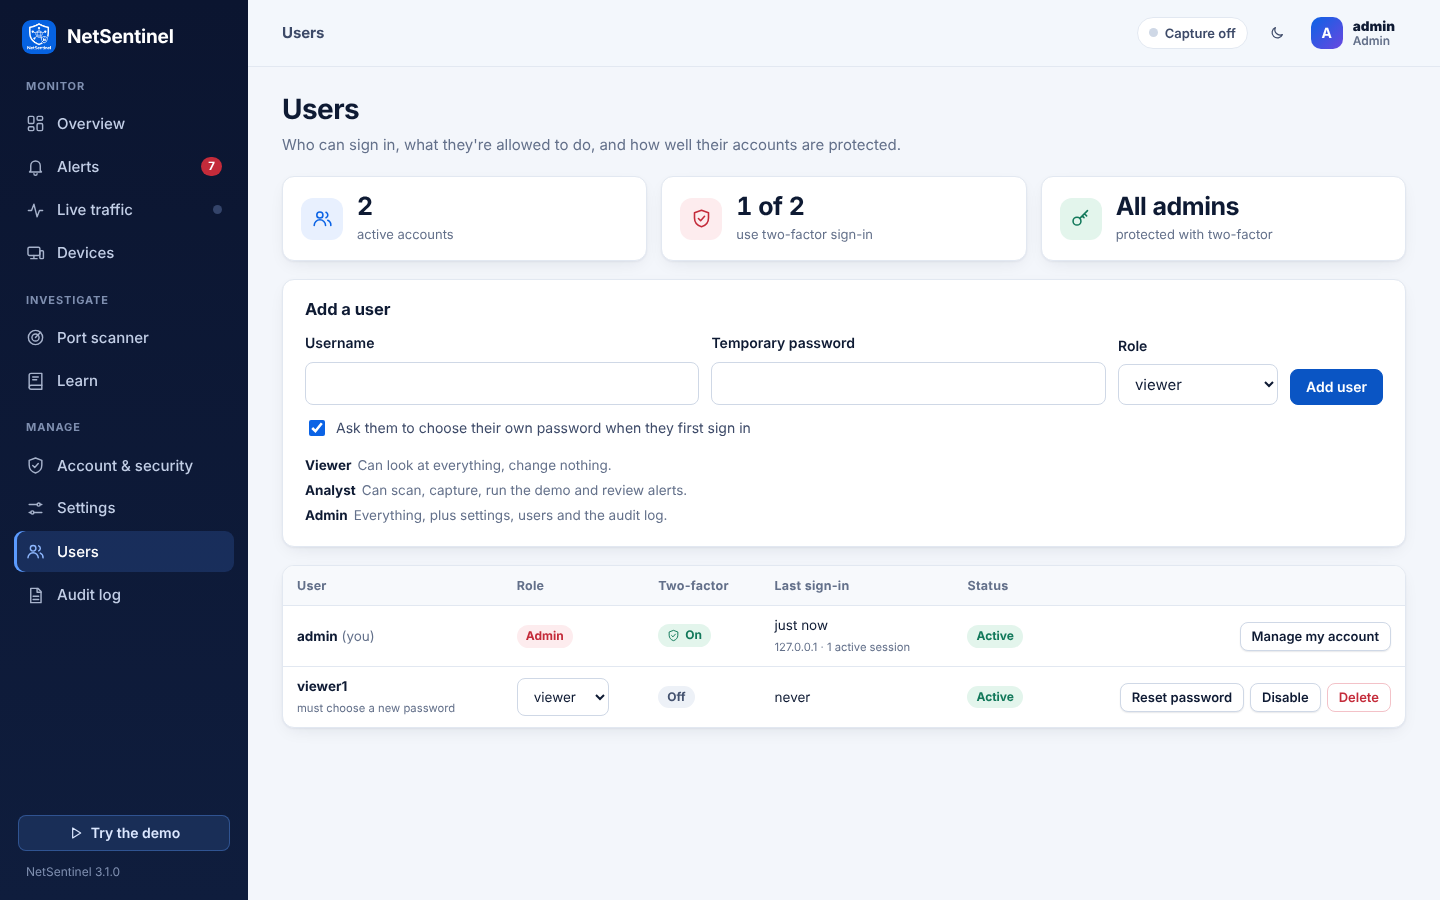 NetSentinel
NetSentinel
MONITOR
Overview
Alerts 7
Live traffic
Devices
INVESTIGATE
Port scanner
Learn
MANAGE
Account & security
Settings
Users
Audit log
Try the demo
NetSentinel 3.1.0
Users
Capture off
A
admin
Admin
Users
Who can sign in, what they're allowed to do, and how well their accounts are protected.
2
active accounts
1 of 2
use two-factor sign-in
All admins
protected with two-factor
Add a user
Username
Temporary password
Role
viewer
Add user
Ask them to choose their own password when they first sign in
Viewer Can look at everything, change nothing.
Analyst Can scan, capture, run the demo and review alerts.
Admin Everything, plus settings, users and the audit log.
User Role Two-factor Last sign-in Status
admin (you) Admin On just now Active Manage my account
127.0.0.1 · 1 active session
viewer1 viewer Off never Active Reset password Disable Delete
must choose a new password